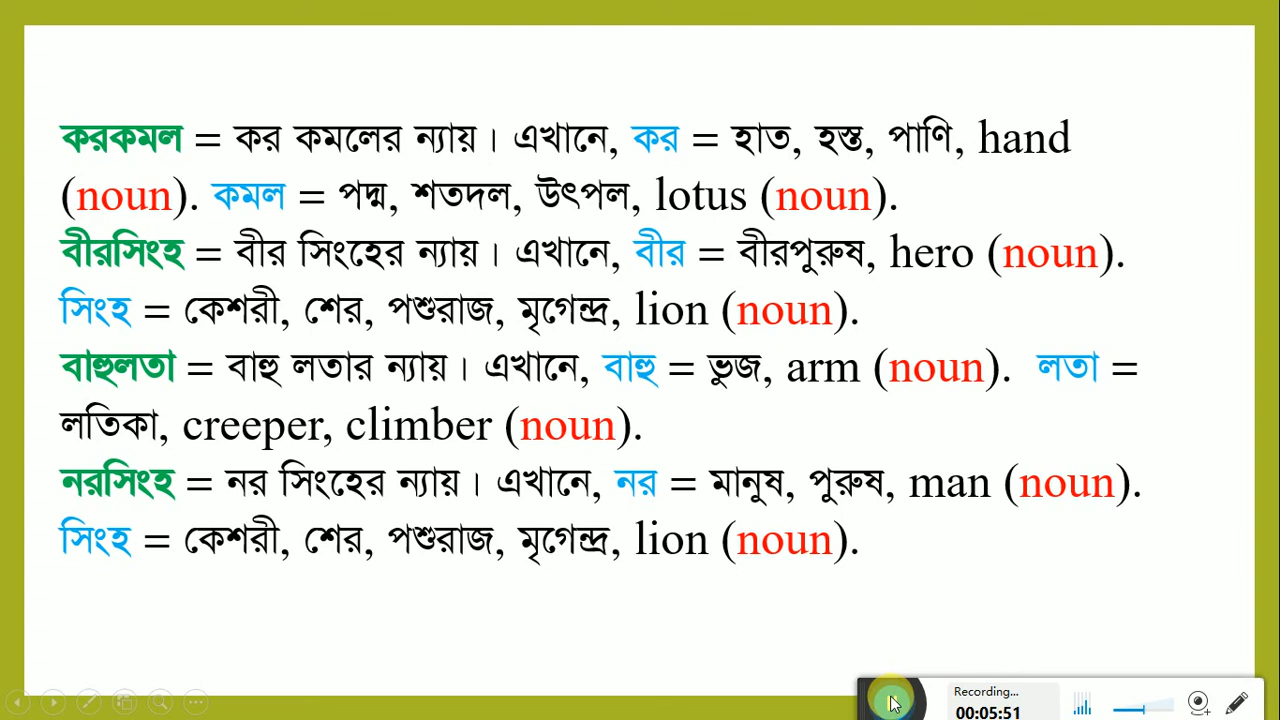 করকমল = কর কমলের ন্যায়। এখানে, কর = হাত, হস্ত, পাণি, hand
(noun). কমল = পদ্ম, শতদল, উৎপল, lotus (noun).
বীরসিংহ = বীর সিংহের ন্যায়। এখানে, বীর = বীরপুরুষ, hero (noun).
সিংহ = কেশরী, শের, পশুরাজ, মৃগেন্দ্র, lion (noun).
বাহুলতা = বাহু লতার ন্যায়। এখানে, বাহু = ভুজ, arm (noun). লতা =
লতিকা, creeper, climber (noun).
নরসিংহ = নর সিংহের ন্যায়। এখানে, নর = মানুষ, পুরুষ, man (noun).
সিংহ = কেশরী, শের, পশুরাজ, মৃগেন্দ্র, lion (noun).
Recording...
00:05:51